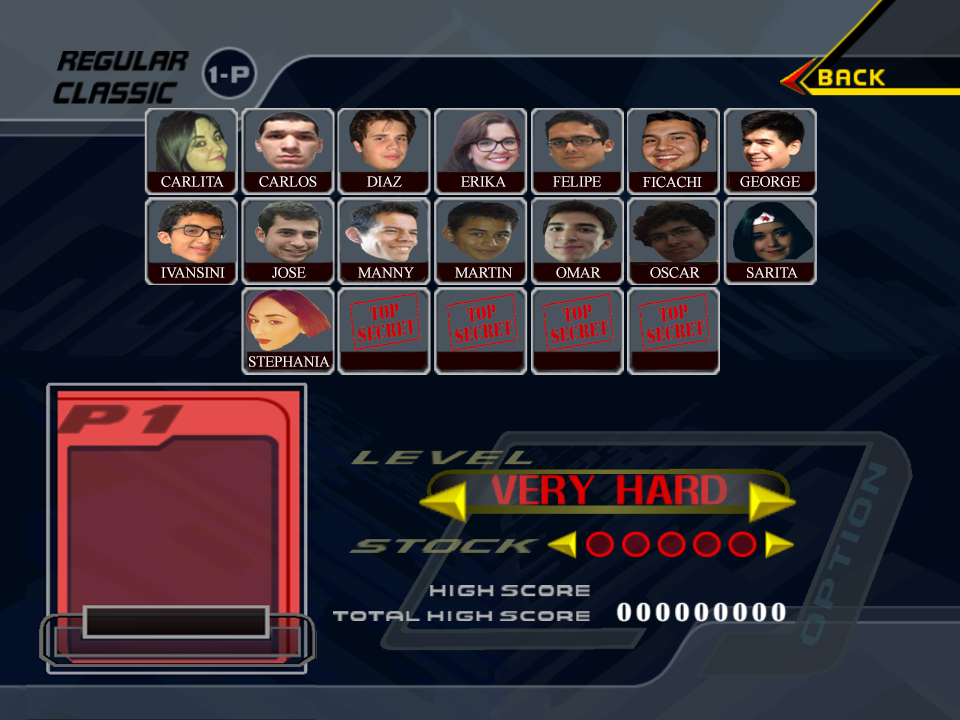 REGULAR
CLASSIC
1-P
BACK
CARLITA
CARLOS
DIAZ
ERIKA
FELIPE
FICACHI
GEORGE
IVANSINI
JOSE
MANNY
MARTIN
OMAR
OSCAR
SARITA
STEPHANIA
TOP
SECRET
TOP
SECRET
TOP
SECRET
TOP
SECRET
P1
LEVEL
VERY HARD
STOCK
HIGH SCORE
TOTAL HIGH SCORE 000000000
OPTION